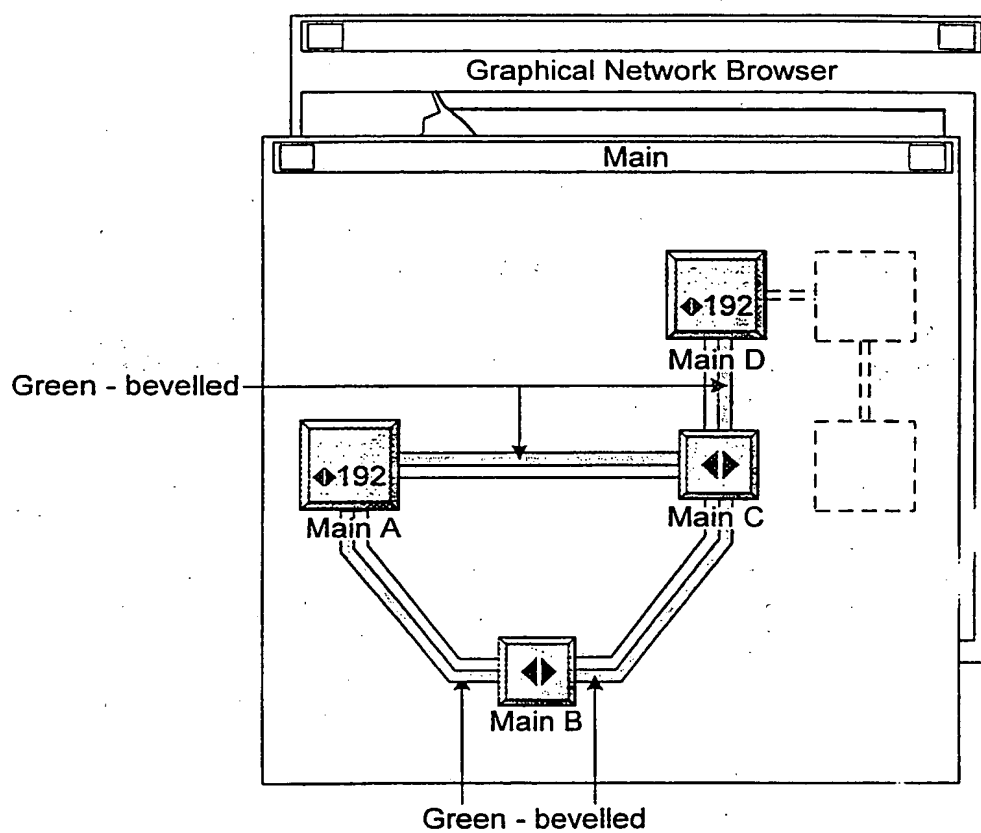 Graphical Network Browser
Main
192
Main D
Green - bevelled
192
Main A
Main C
Main B
Green - bevelled